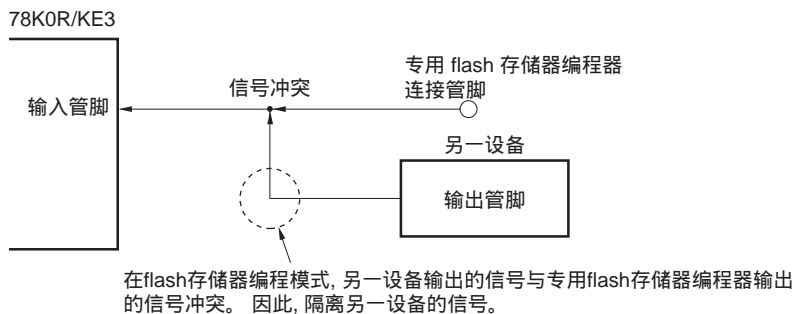 78K0R/KE3
专用 flash 存储器编程器
连接管脚
信号冲突
输入管脚
另一设备
输出管脚
在flash存储器编程模式, 另一设备输出的信号与专用flash存储器编程器输出
的信号冲突。 因此, 隔离另一设备的信号。